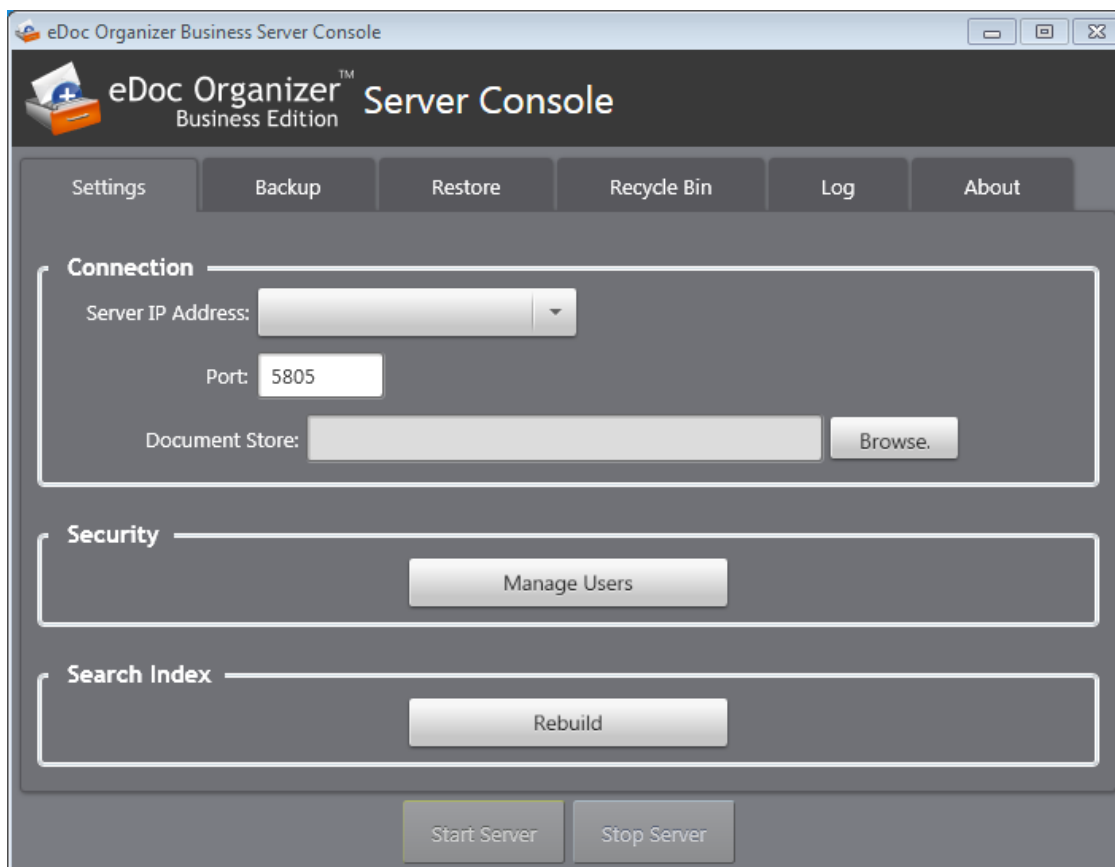 eDoc Organizer Business Server Console
eDoc Organizer™
Business Edition
Server Console
Settings Backup Restore Recycle Bin Log About
Connection
Server IP Address:
Port: 5805
Document Store: Browse.
Security
Manage Users
Search Index
Rebuild
Start Server Stop Server